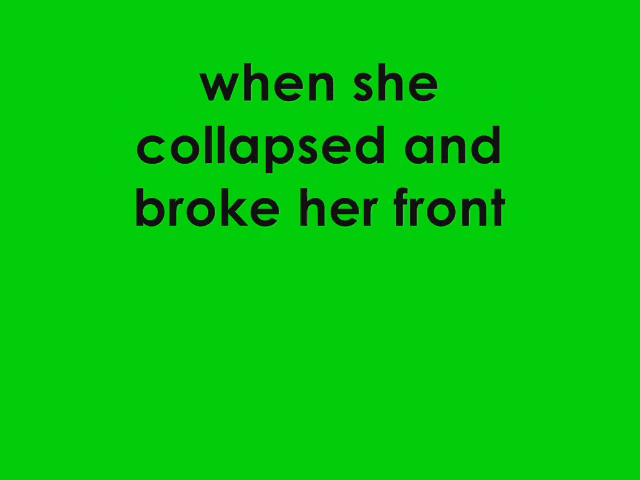 when she
collapsed and
broke her front